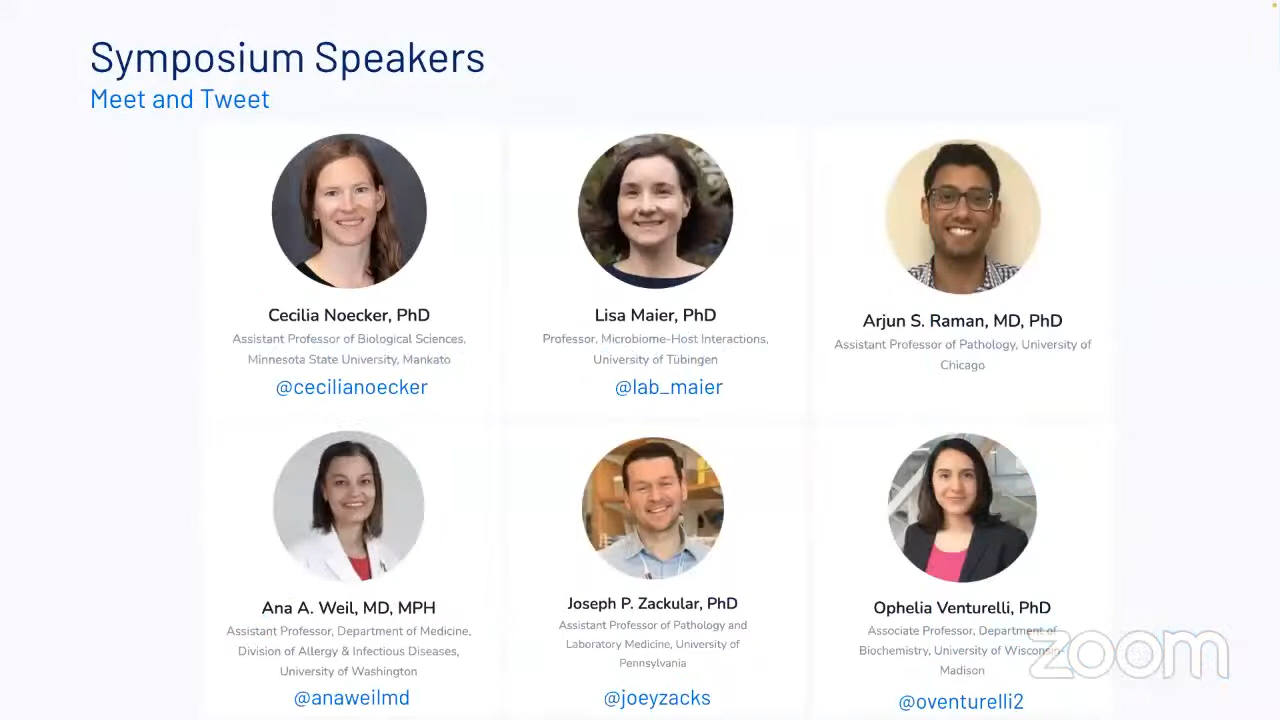 Symposium Speakers
Meet and Tweet
Cecilia Noecker, PhD
Assistant Professor of Biological Sciences,
Minnesota State University, Mankato
@cecilianoecker
Lisa Maier, PhD
Professor, Microbiome-Host Interactions,
University of Tübingen
@lab_maier
Arjun S. Raman, MD, PhD
Assistant Professor of Pathology, University of
Chicago
Ana A. Weil, MD, MPH
Assistant Professor, Department of Medicine,
Division of Allergy & Infectious Diseases,
University of Washington
@anaweilmd
Joseph P. Zackular, PhD
Assistant Professor of Pathology and
Laboratory Medicine, University of
Pennsylvania
@joeyzacks
Ophelia Venturelli, PhD
Associate Professor, Department of
Biochemistry, University of Wisconsin-
Madison
@oventurelli2
zoom